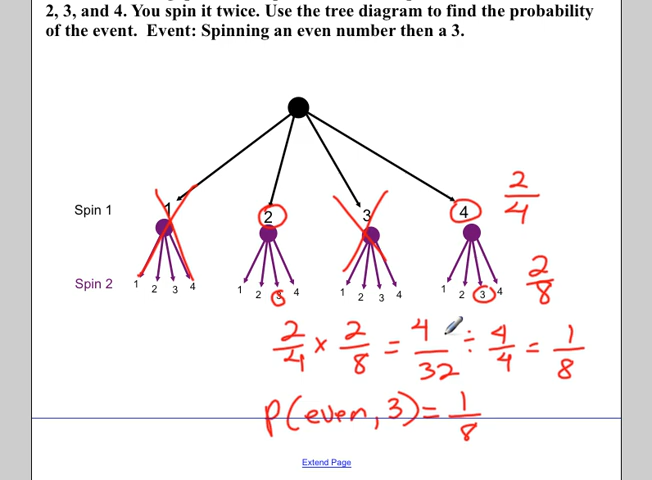 2, 3, and 4. You spin it twice. Use the tree diagram to find the probability
of the event. Event: Spinning an even number then a 3.
Spin 1 1 2 3 4 2/4
Spin 2 1 2 3 4 1 2 3 4 1 2 3 4 1 2 3 4 2/8
2/4 × 2/8 = 4/32 ÷ 4/4 = 1/8
P(even, 3) = 1/8
Extend Page